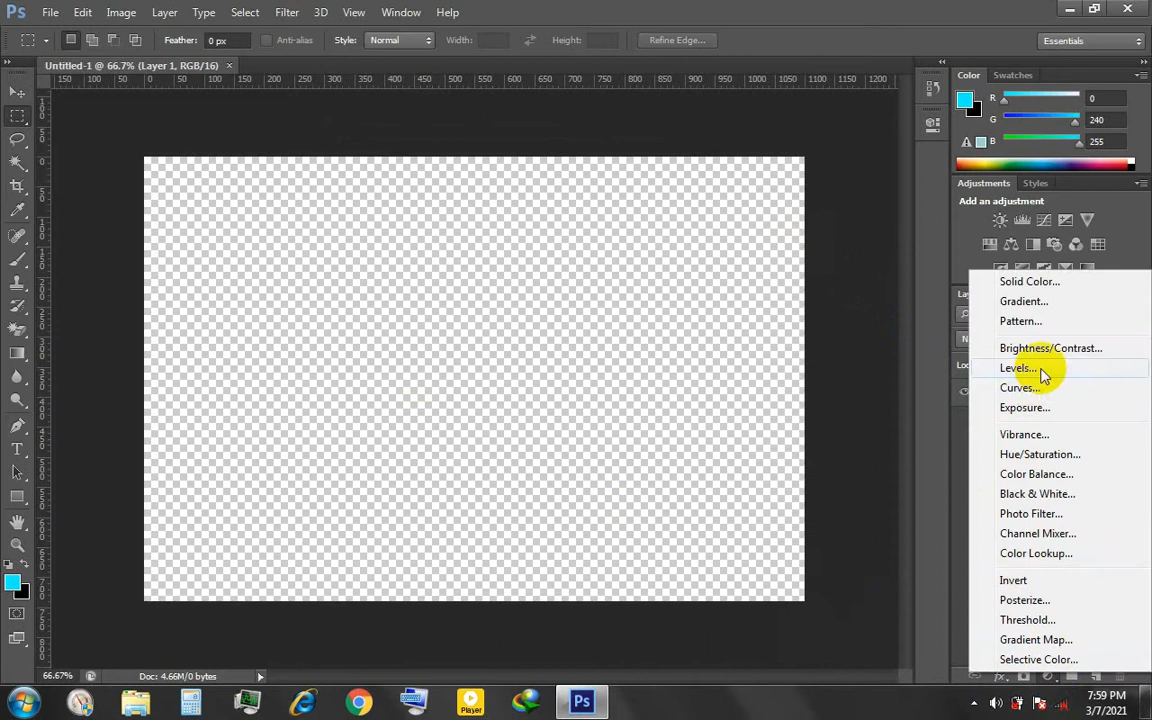 Ps File Edit Image Layer Type Select Filter 3D View Window Help
Feather: 0 px Anti-alias Style: Normal Width: Height: Refine Edge... Essentials
Untitled-1 @ 66.7% (Layer 1, RGB/16) ×
150 100 50 0 50 100 150 200 250 300 350 400 450 500 550 600 650 700 750 800 850 900 950 1000 1050 1100 1150 1200
Color Swatches
R 0
G 240
B 255
Adjustments Styles
Add an adjustment
Solid Color...
Gradient...
Pattern...
Brightness/Contrast...
Levels...
Curves...
Exposure...
Vibrance...
Hue/Saturation...
Color Balance...
Black & White...
Photo Filter...
Channel Mixer...
Color Lookup...
Invert
Posterize...
Threshold...
Gradient Map...
Selective Color...
66.67% Doc: 4.66M/0 bytes
Player
Ps
7:59 PM
3/7/2021